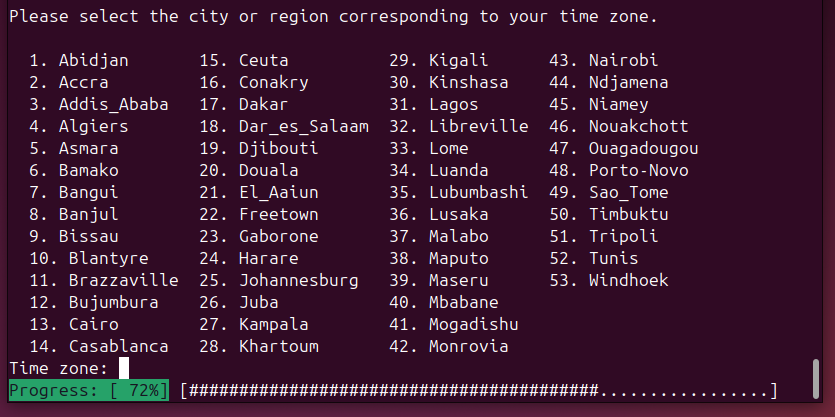 Please select the city or region corresponding to your time zone.
1. Abidjan 15. Ceuta 29. Kigali 43. Nairobi
2. Accra 16. Conakry 30. Kinshasa 44. Ndjamena
3. Addis_Ababa 17. Dakar 31. Lagos 45. Niamey
4. Algiers 18. Dar_es_Salaam 32. Libreville 46. Nouakchott
5. Asmara 19. Djibouti 33. Lome 47. Ouagadougou
6. Bamako 20. Douala 34. Luanda 48. Porto-Novo
7. Bangui 21. El_Aaiun 35. Lubumbashi 49. Sao_Tome
8. Banjul 22. Freetown 36. Lusaka 50. Timbuktu
9. Bissau 23. Gaborone 37. Malabo 51. Tripoli
10. Blantyre 24. Harare 38. Maputo 52. Tunis
11. Brazzaville 25. Johannesburg 39. Maseru 53. Windhoek
12. Bujumbura 26. Juba 40. Mbabane
13. Cairo 27. Kampala 41. Mogadishu
14. Casablanca 28. Khartoum 42. Monrovia
Time zone:
Progress: [ 72%] [#########################################.................]